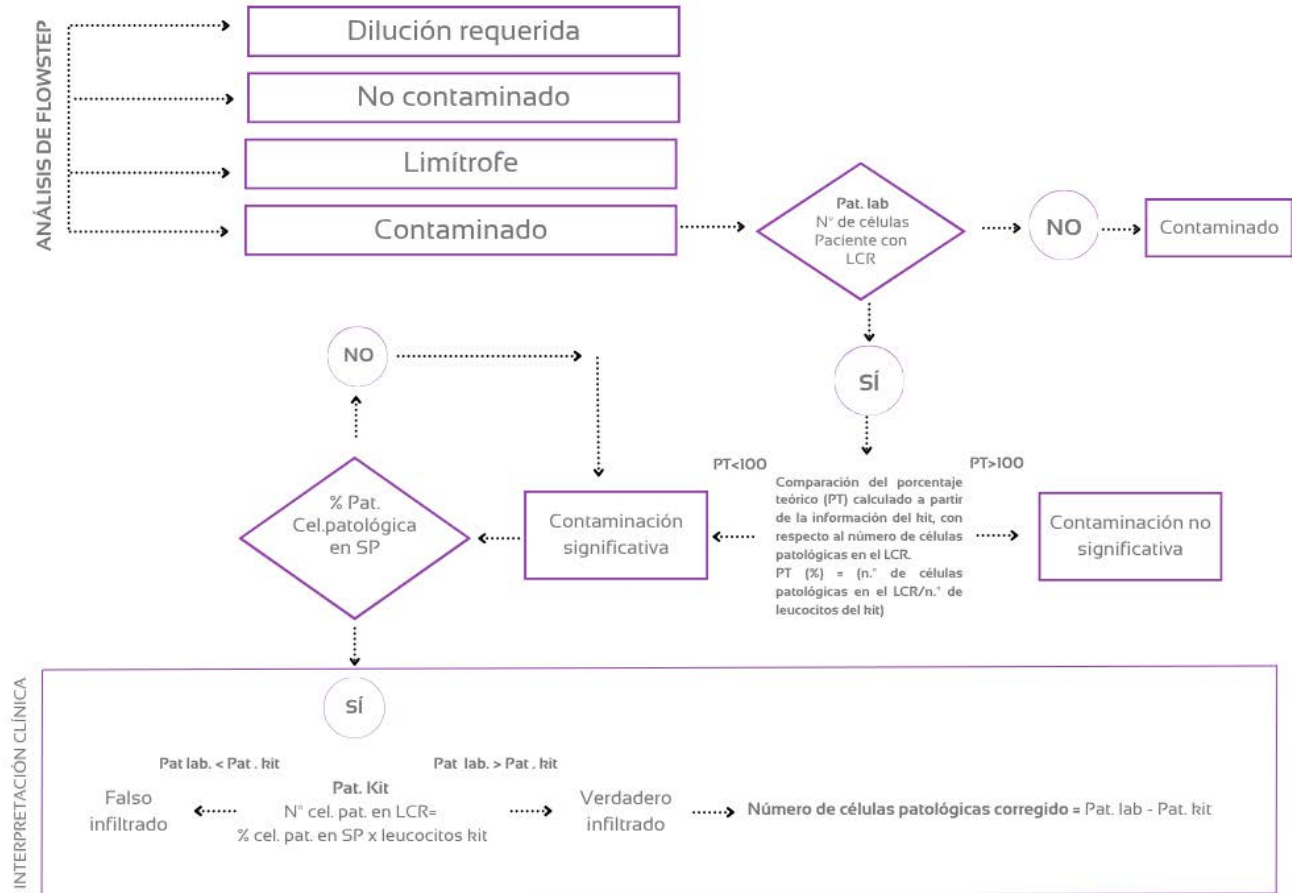 ANÁLISIS DE FLOWSTEP
Dilución requerida
No contaminado
Limítrofe
Contaminado
Pat. lab
N° de células
Paciente con
LCR
NO
Contaminado
SÍ
NO
% Pat.
Cel.patológica
en SP
Contaminación
significativa
PT<100
PT>100
Comparación del porcentaje
teórico (PT) calculado a partir
de la información del kit, con
respecto al número de células
patológicas en el LCR.
PT (%) = (n.° de células
patológicas en el LCR/n.° de
leucocitos del kit)
Contaminación no
significativa
INTERPRETACIÓN CLÍNICA
SÍ
Pat lab. < Pat . kit
Pat lab. > Pat . kit
Falso
infiltrado
Pat. Kit
N° cel. pat. en LCR=
% cel. pat. en SP x leucocitos kit
Verdadero
infiltrado
Número de células patológicas corregido = Pat. lab - Pat. kit